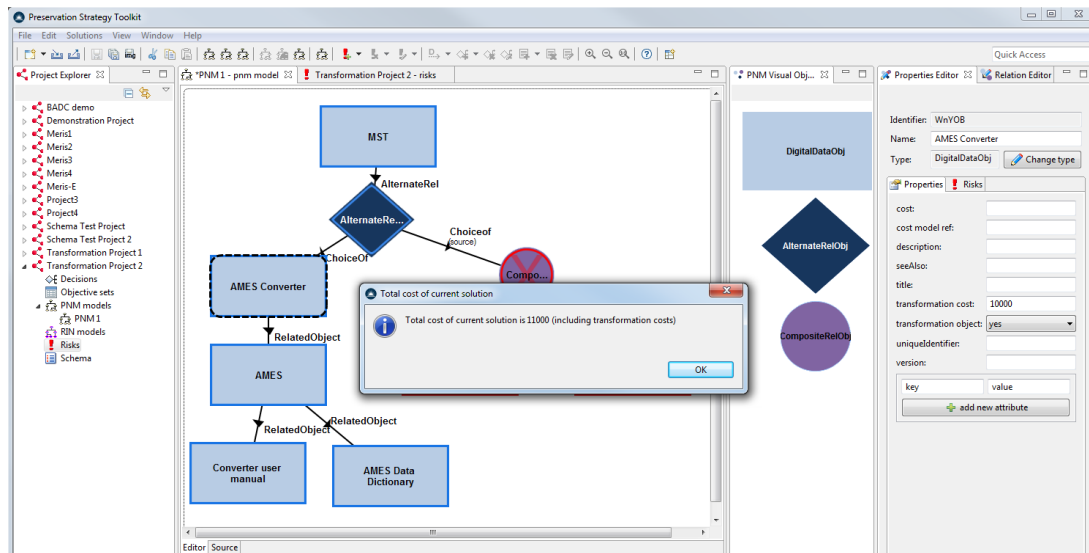 Preservation Strategy Toolkit
File Edit Solutions View Window Help
Quick Access
Project Explorer
BADC demo
Demonstration Project
Meris1
Meris2
Meris3
Meris4
Meris-E
Project3
Project4
Schema Test Project
Schema Test Project 2
Transformation Project 1
Transformation Project 2
Decisions
Objective sets
PNM models
PNM 1
RIN models
Risks
Schema
*PNM 1 - pnm model
Transformation Project 2 - risks
MST
AlternateRel
AlternateRe...
Choiceof
(source)
ChoiceOf
Compo...
AMES Converter
RelatedObject
AMES
RelatedObject
RelatedObject
Converter user
manual
AMES Data
Dictionary
Editor Source
Total cost of current solution
Total cost of current solution is 11000 (including transformation costs)
OK
PNM Visual Obj...
DigitalDataObj
AlternateRelObj
CompositeRelObj
Properties Editor
Relation Editor
Identifier: WnYOB
Name: AMES Converter
Type: DigitalDataObj Change type
Properties Risks
cost:
cost model ref:
description:
seeAlso:
title:
transformation cost: 10000
transformation object: yes
uniqueIdentifier:
version:
key value
add new attribute